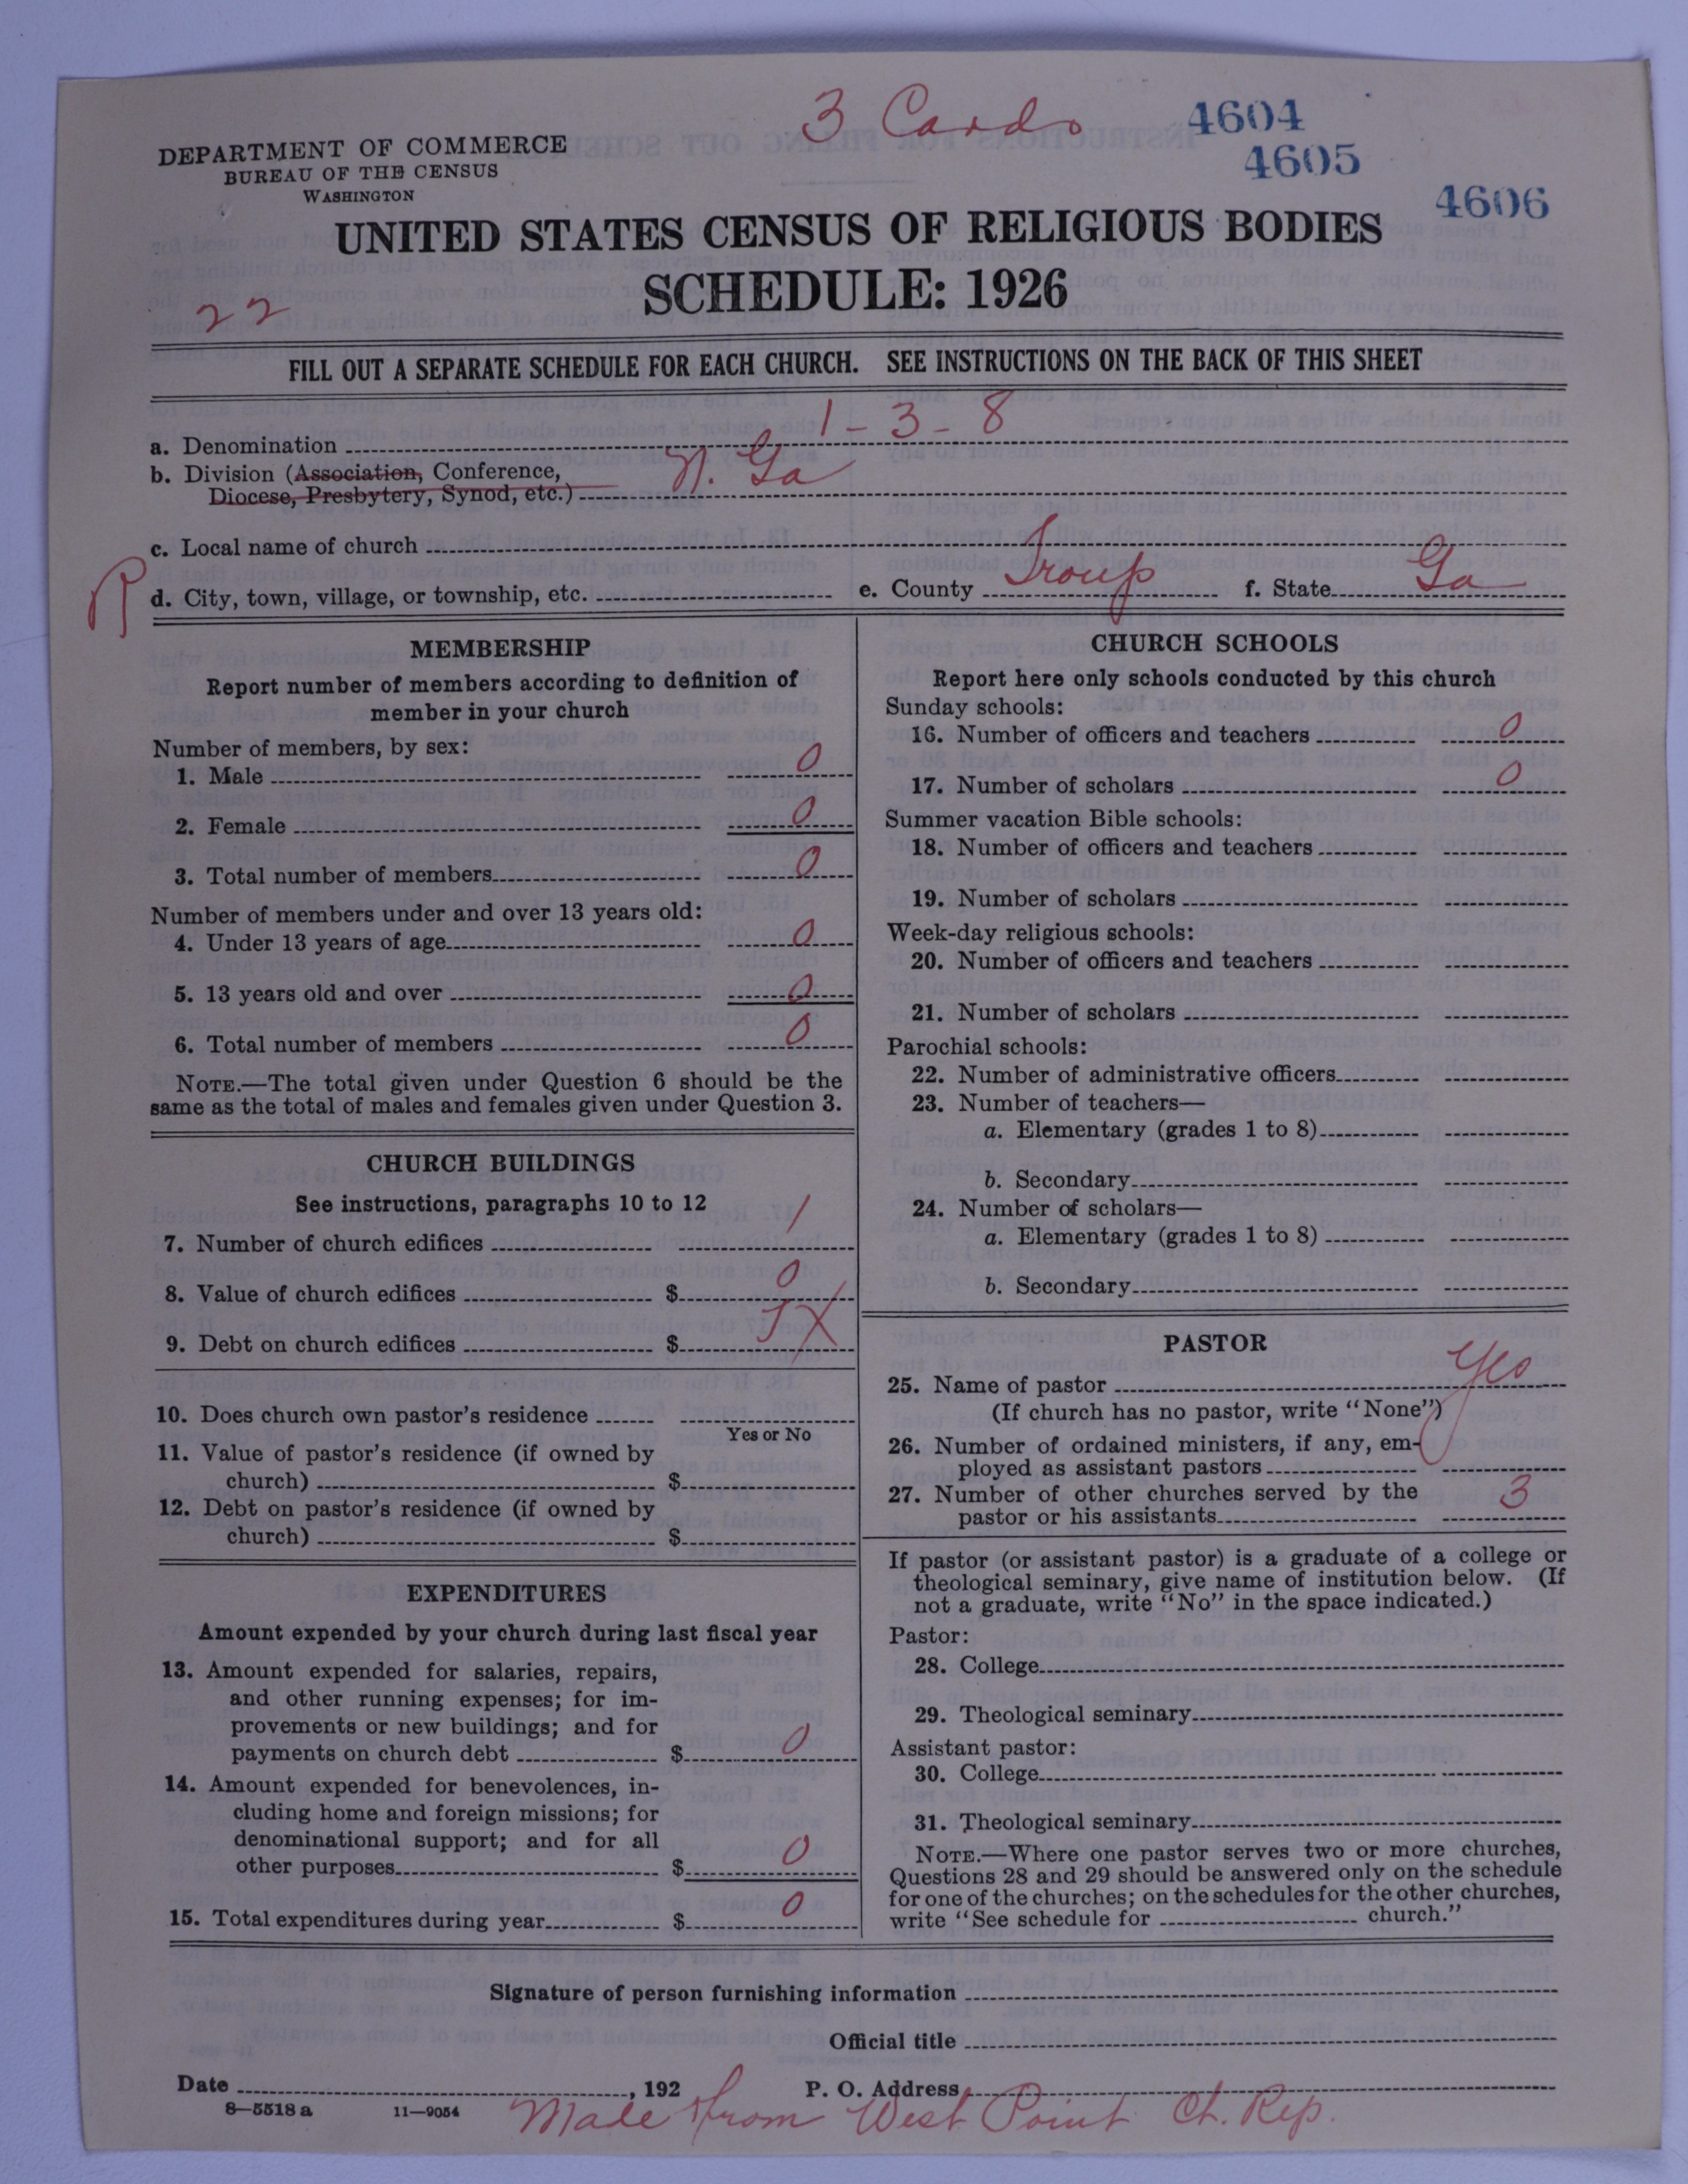 3 Cards
4604
4605
4606
DEPARTMENT OF COMMERCE
BUREAU OF THE CENSUS
WASHINGTON
UNITED STATES CENSUS OF RELIGIOUS BODIES
SCHEDULE: 1926
22
FILL OUT A SEPARATE SCHEDULE FOR EACH CHURCH. SEE INSTRUCTIONS ON THE BACK OF THIS SHEET
a. Denomination 1-3-8
b. Division (Association, Conference,
Diocese, Presbytery, Synod, etc.) N. Ga
c. Local name of church
R
d. City, town, village, or township, etc. e. County Troup f. State Ga
MEMBERSHIP
Report number of members according to definition of
member in your church
Number of members, by sex:
1. Male 0
2. Female 0
3. Total number of members 0
Number of members under and over 13 years old:
4. Under 13 years of age 0
5. 13 years old and over 0
6. Total number of members 0
NOTE.—The total given under Question 6 should be the
same as the total of males and females given under Question 3.
CHURCH BUILDINGS
See instructions, paragraphs 10 to 12
7. Number of church edifices 1
8. Value of church edifices $ 0
9. Debt on church edifices $ JX
10. Does church own pastor's residence
Yes or No
11. Value of pastor's residence (if owned by
church) $
12. Debt on pastor's residence (if owned by
church) $
EXPENDITURES
Amount expended by your church during last fiscal year
13. Amount expended for salaries, repairs,
and other running expenses; for im-
provements or new buildings; and for
payments on church debt $ 0
14. Amount expended for benevolences, in-
cluding home and foreign missions; for
denominational support; and for all
other purposes $ 0
15. Total expenditures during year $ 0
CHURCH SCHOOLS
Report here only schools conducted by this church
Sunday schools:
16. Number of officers and teachers 0
17. Number of scholars 0
Summer vacation Bible schools:
18. Number of officers and teachers
19. Number of scholars
Week-day religious schools:
20. Number of officers and teachers
21. Number of scholars
Parochial schools:
22. Number of administrative officers
23. Number of teachers—
a. Elementary (grades 1 to 8)
b. Secondary
24. Number of scholars—
a. Elementary (grades 1 to 8)
b. Secondary
PASTOR
25. Name of pastor Yes
(If church has no pastor, write "None")
26. Number of ordained ministers, if any, em-
ployed as assistant pastors
27. Number of other churches served by the
pastor or his assistants 3
If pastor (or assistant pastor) is a graduate of a college or
theological seminary, give name of institution below. (If
not a graduate, write "No" in the space indicated.)
Pastor:
28. College
29. Theological seminary
Assistant pastor:
30. College
31. Theological seminary
NOTE.—Where one pastor serves two or more churches,
Questions 28 and 29 should be answered only on the schedule
for one of the churches; on the schedules for the other churches,
write "See schedule for church."
Signature of person furnishing information
Official title
Date , 192 P. O. Address
8—5518 a 11—9054
Made from West Point Ch. Rep.